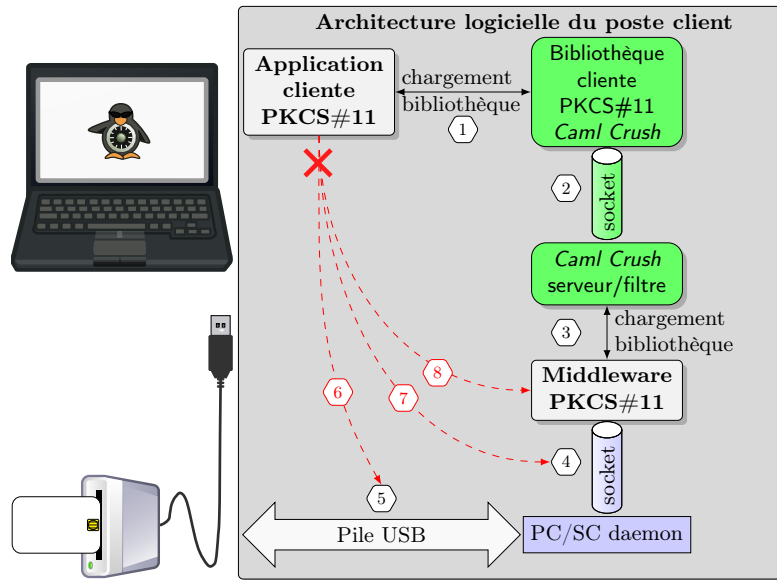 Architecture logicielle du poste client
Application
cliente
PKCS#11
chargement
bibliothèque
1
Bibliothèque
cliente
PKCS#11
Caml Crush
2
socket
Caml Crush
serveur/filtre
3
chargement
bibliothèque
Middleware
PKCS#11
6
7
8
4
socket
5
Pile USB
PC/SC daemon